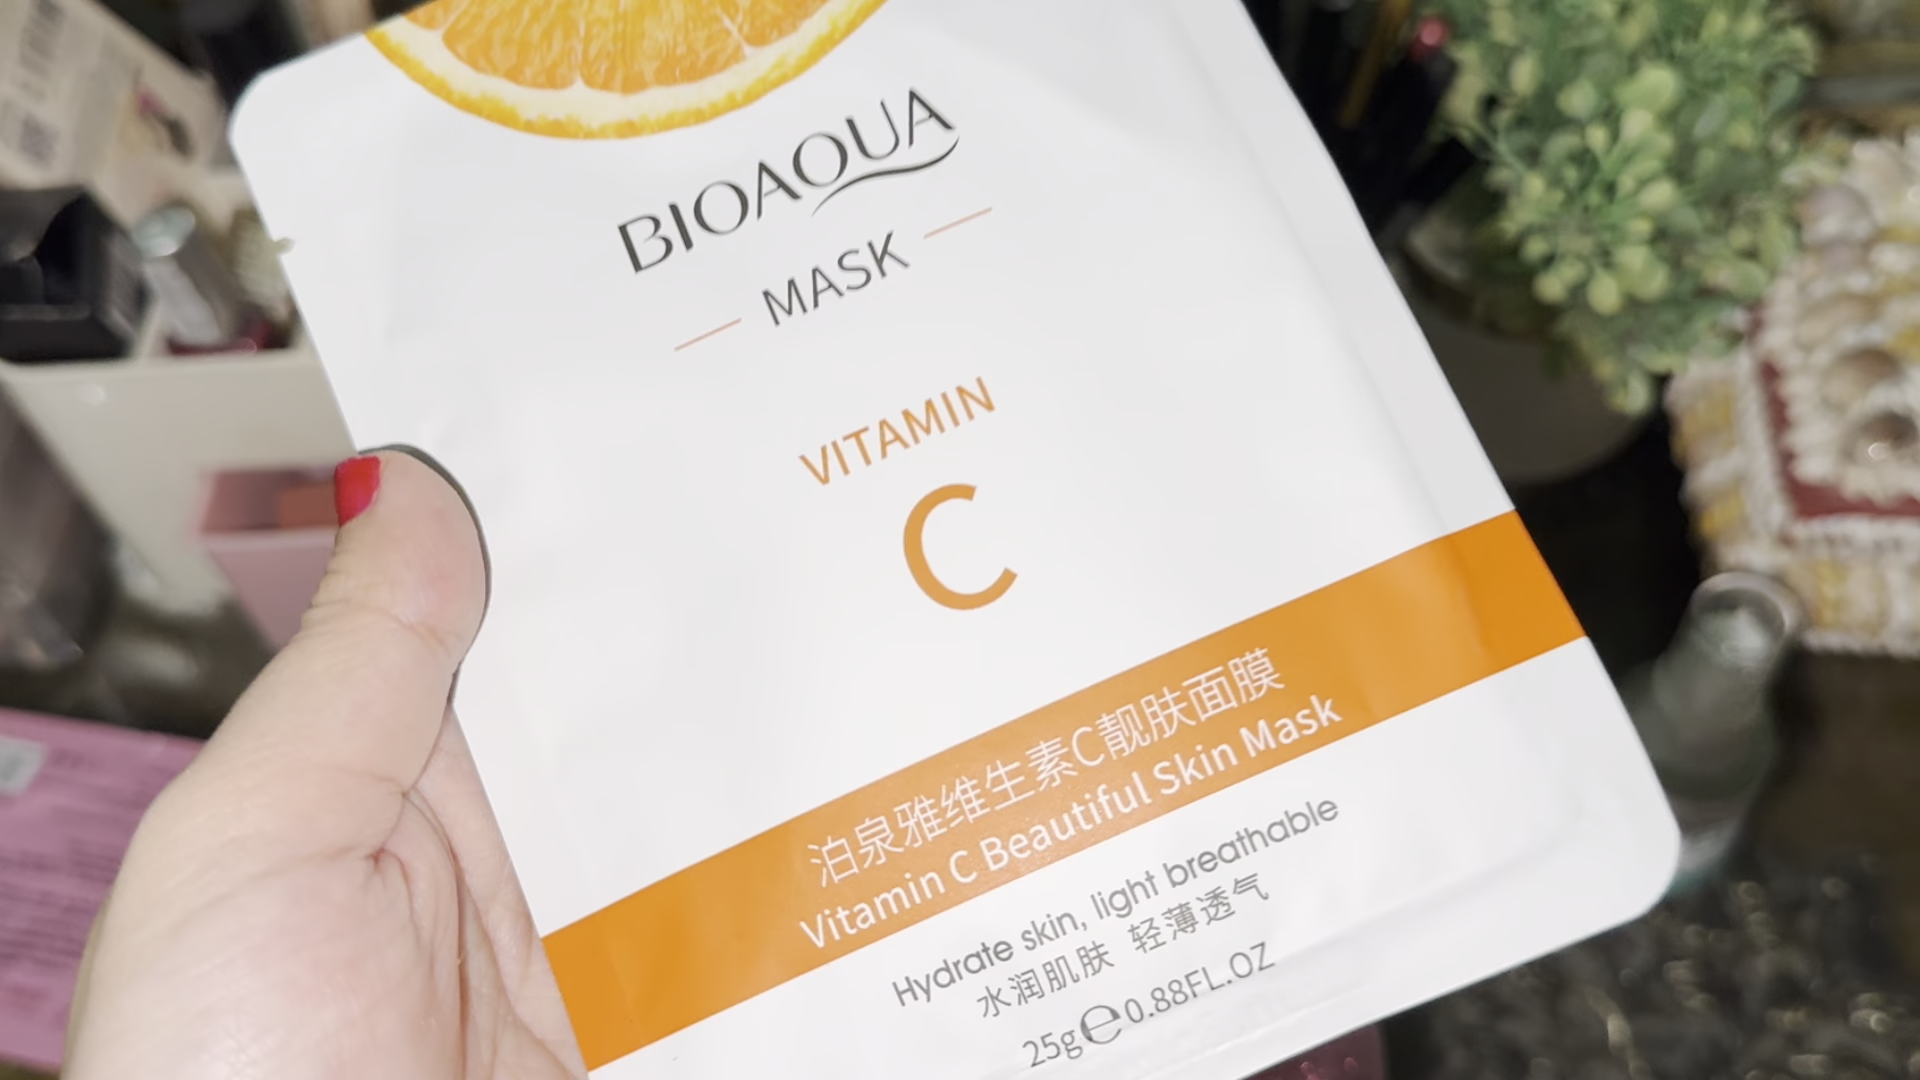 BIOAQUA
MASK
VITAMIN
C
泊泉雅维生素C靓肤面膜
Vitamin C Beautiful Skin Mask
Hydrate skin, light breathable
水润肌肤 轻薄透气
25g℮0.88FL.OZ